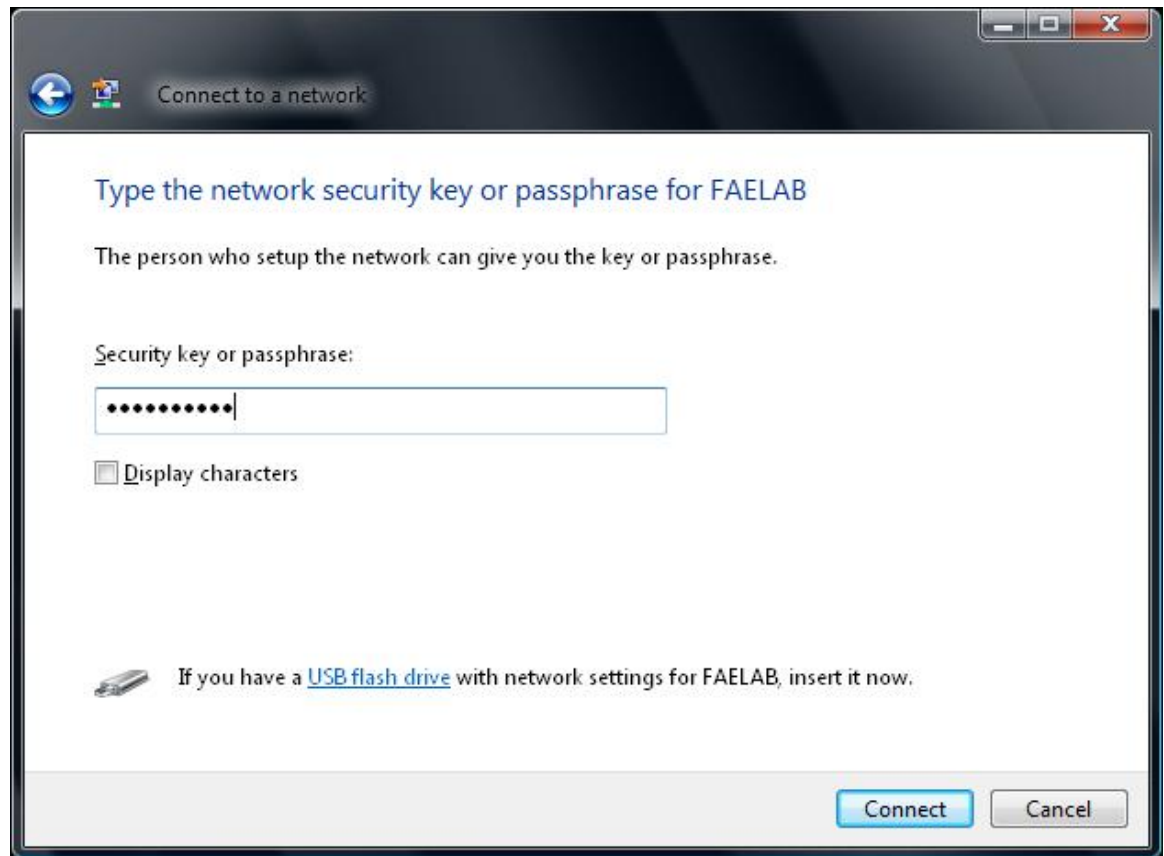 Connect to a network
Type the network security key or passphrase for FAELAB
The person who setup the network can give you the key or passphrase.
Security key or passphrase:
••••••••••
Display characters
If you have a USB flash drive with network settings for FAELAB, insert it now.
Connect Cancel